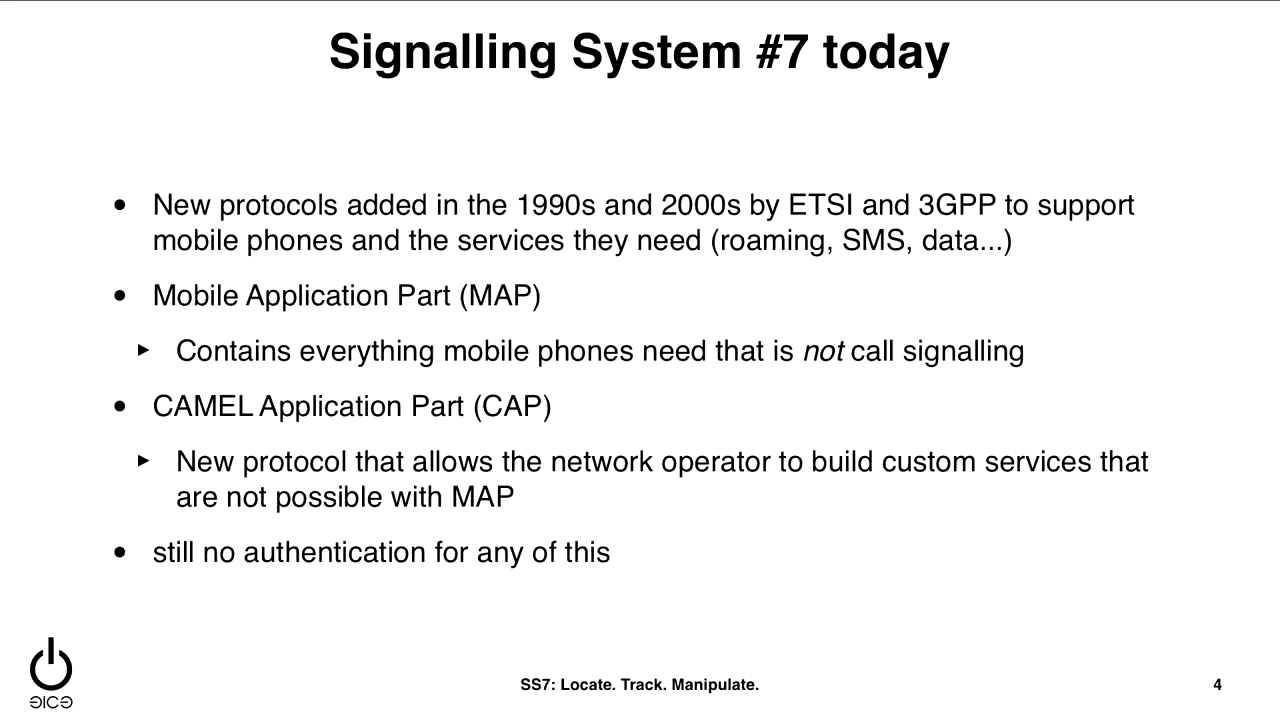 Signalling System #7 today
• New protocols added in the 1990s and 2000s by ETSI and 3GPP to support
mobile phones and the services they need (roaming, SMS, data...)
• Mobile Application Part (MAP)
‣ Contains everything mobile phones need that is not call signalling
• CAMEL Application Part (CAP)
‣ New protocol that allows the network operator to build custom services that
are not possible with MAP
• still no authentication for any of this
SS7: Locate. Track. Manipulate.
4